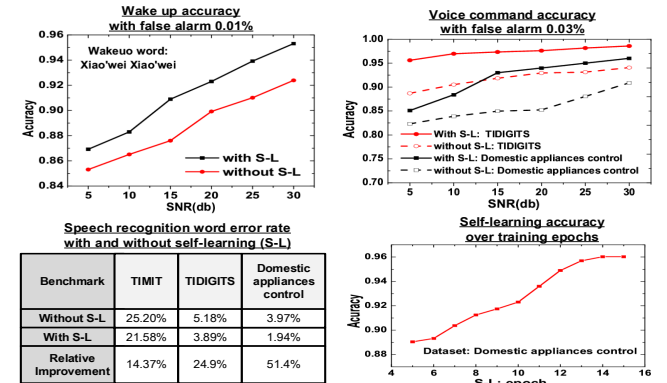 Wake up accuracy
with false alarm 0.01%
0.96
0.94
0.92
0.90
0.88
0.86
0.84
Acuracy
Wakeuo word:
Xiao'wei Xiao'wei
with S-L
without S-L
5 10 15 20 25 30
SNR(db)
Voice command accuracy
with false alarm 0.03%
1.00
0.95
0.90
0.85
0.80
0.75
0.70
Acuracy
With S-L: TIDIGITS
without S-L: TIDIGITS
with S-L: Domestic appliances control
without S-L: Domestic appliances control
5 10 15 20 25 30
SNR(db)
Speech recognition word error rate
with and without self-learning (S-L)
Benchmark TIMIT TIDIGITS Domestic
appliances
control
Without S-L 25.20% 5.18% 3.97%
With S-L 21.58% 3.89% 1.94%
Relative
Improvement 14.37% 24.9% 51.4%
Self-learning accuracy
over training epochs
0.96
0.92
0.90
0.88
Acuracy
Dataset: Domestic appliances control
4 6 8 10 12 14 16
S-L: epoch